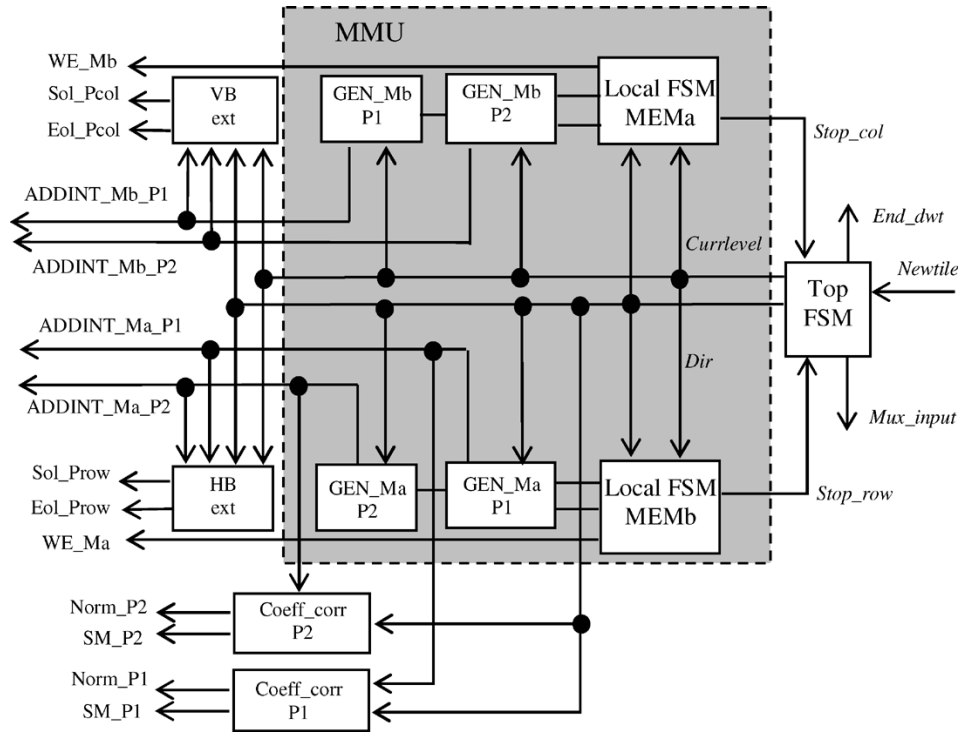 MMU
WE_Mb
Sol_Pcol
Eol_Pcol
VB
ext
GEN_Mb
P1
GEN_Mb
P2
Local FSM
MEMa
Stop_col
ADDINT_Mb_P1
ADDINT_Mb_P2
Currlevel
End_dwt
Newtile
Top
FSM
ADDINT_Ma_P1
ADDINT_Ma_P2
Dir
Mux_input
Sol_Prow
Eol_Prow
WE_Ma
HB
ext
GEN_Ma
P2
GEN_Ma
P1
Local FSM
MEMb
Stop_row
Norm_P2
SM_P2
Coeff_corr
P2
Norm_P1
SM_P1
Coeff_corr
P1